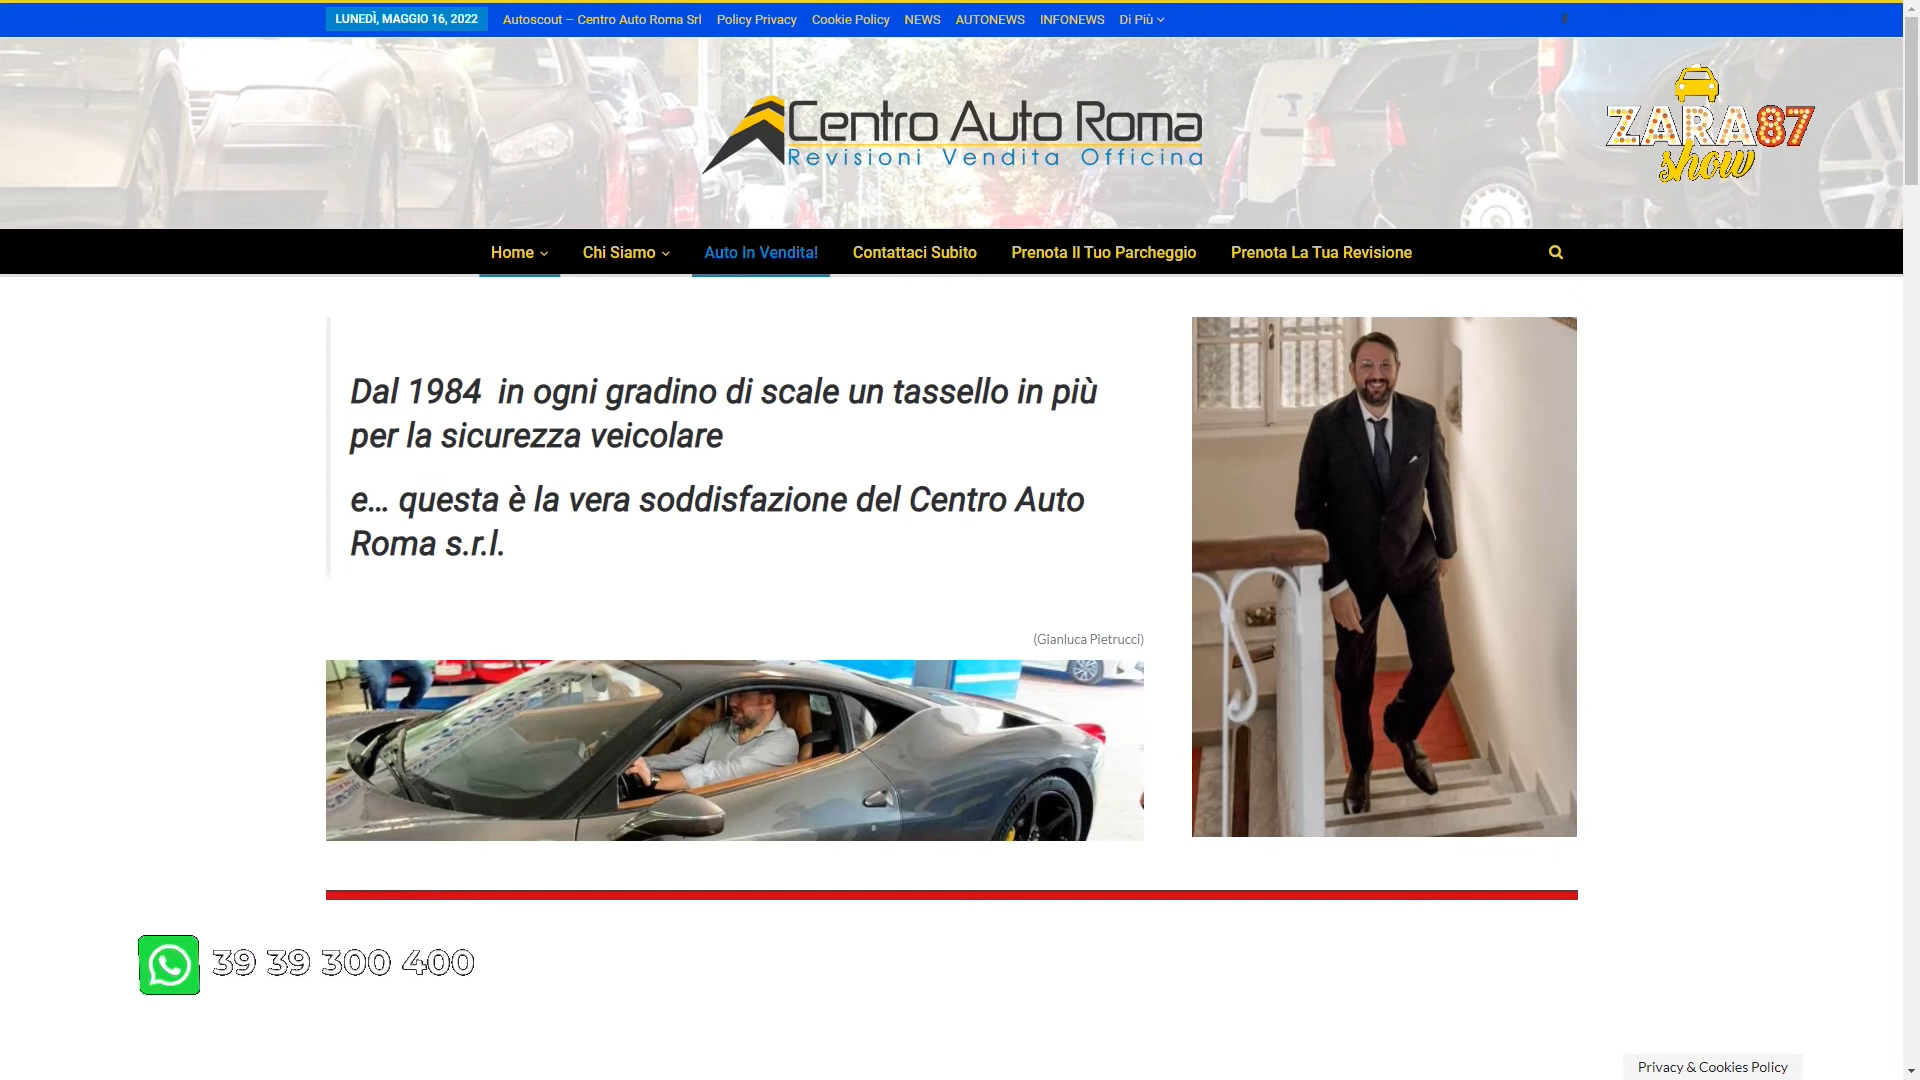 LUNEDÌ, MAGGIO 16, 2022 Autoscout – Centro Auto Roma Srl Policy Privacy Cookie Policy NEWS AUTONEWS INFONEWS Di Più
Centro Auto Roma
Revisioni Vendita Officina
ZARA87
show
Home Chi Siamo Auto In Vendita! Contattaci Subito Prenota Il Tuo Parcheggio Prenota La Tua Revisione
Dal 1984 in ogni gradino di scale un tassello in più
per la sicurezza veicolare
e... questa è la vera soddisfazione del Centro Auto
Roma s.r.l.
(Gianluca Pietrucci)
39 39 300 400
Privacy & Cookies Policy